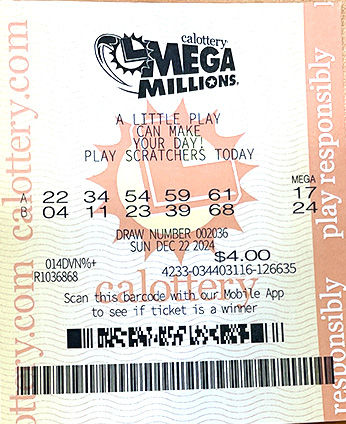 calottery
MEGA
MILLIONS
A LITTLE PLAY
CAN MAKE
YOUR DAY!
PLAY SCRATCHERS TODAY
MEGA
A 22 34 54 59 61 17
B 04 11 23 39 68 24
DRAW NUMBER 002036
SUN DEC 22 2024
$4.00
014DVN%+
R1036868 4233-034403116-126635
calottery
Scan this barcode with our Mobile App
to see if ticket is a winner
calottery.com calottery.com
play responsibly
responsibly